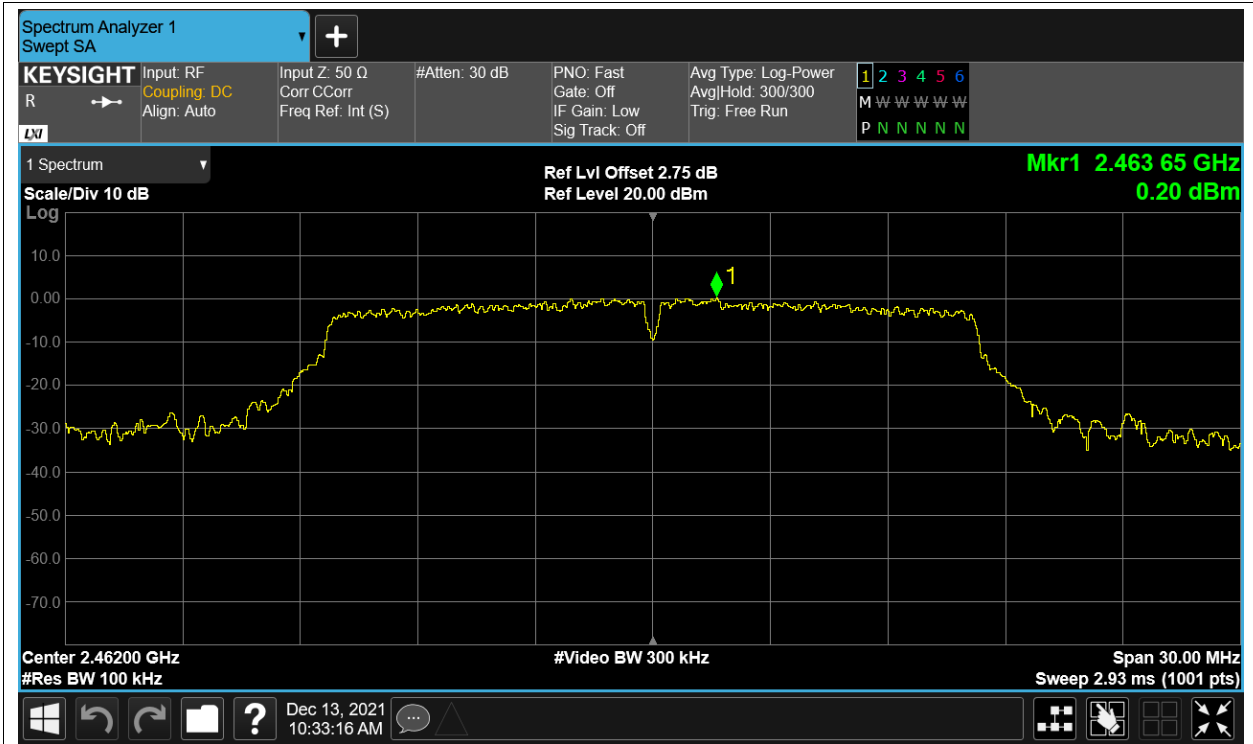 Spectrum Analyzer 1
Swept SA
KEYSIGHT
R
LXI
Input: RF
Coupling: DC
Align: Auto
Input Z: 50 Ω
Corr CCorr
Freq Ref: Int (S)
#Atten: 30 dB
PNO: Fast
Gate: Off
IF Gain: Low
Sig Track: Off
Avg Type: Log-Power
Avg|Hold: 300/300
Trig: Free Run
1 2 3 4 5 6
M W W W W W
P N N N N N
1 Spectrum
Scale/Div 10 dB
Log
Ref Lvl Offset 2.75 dB
Ref Level 20.00 dBm
Mkr1 2.463 65 GHz
0.20 dBm
1
10.0
0.00
-10.0
-20.0
-30.0
-40.0
-50.0
-60.0
-70.0
Center 2.46200 GHz
#Video BW 300 kHz
Span 30.00 MHz
#Res BW 100 kHz
Sweep 2.93 ms (1001 pts)
?
Dec 13, 2021
10:33:16 AM